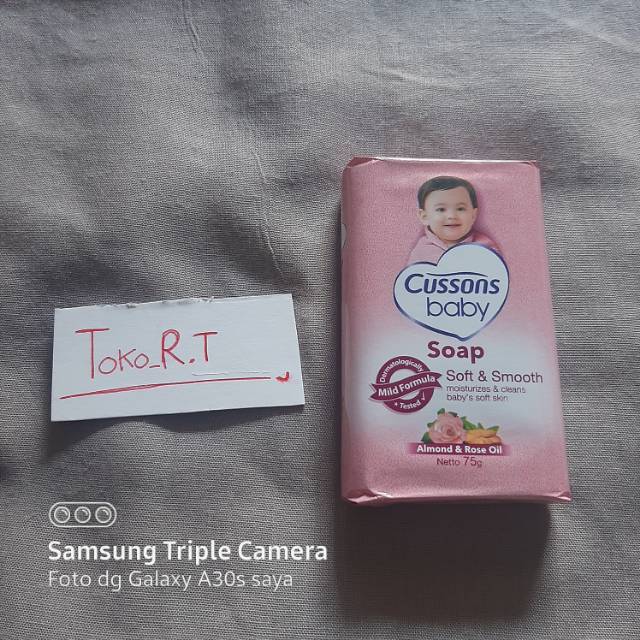 Toko_R.T
Cussons
baby
Soap
Dermatologically
Mild Formula
Tested
Soft & Smooth
moisturizes & cleans
baby's soft skin
Almond & Rose Oil
Netto 75g
Samsung Triple Camera
Foto dg Galaxy A30s saya